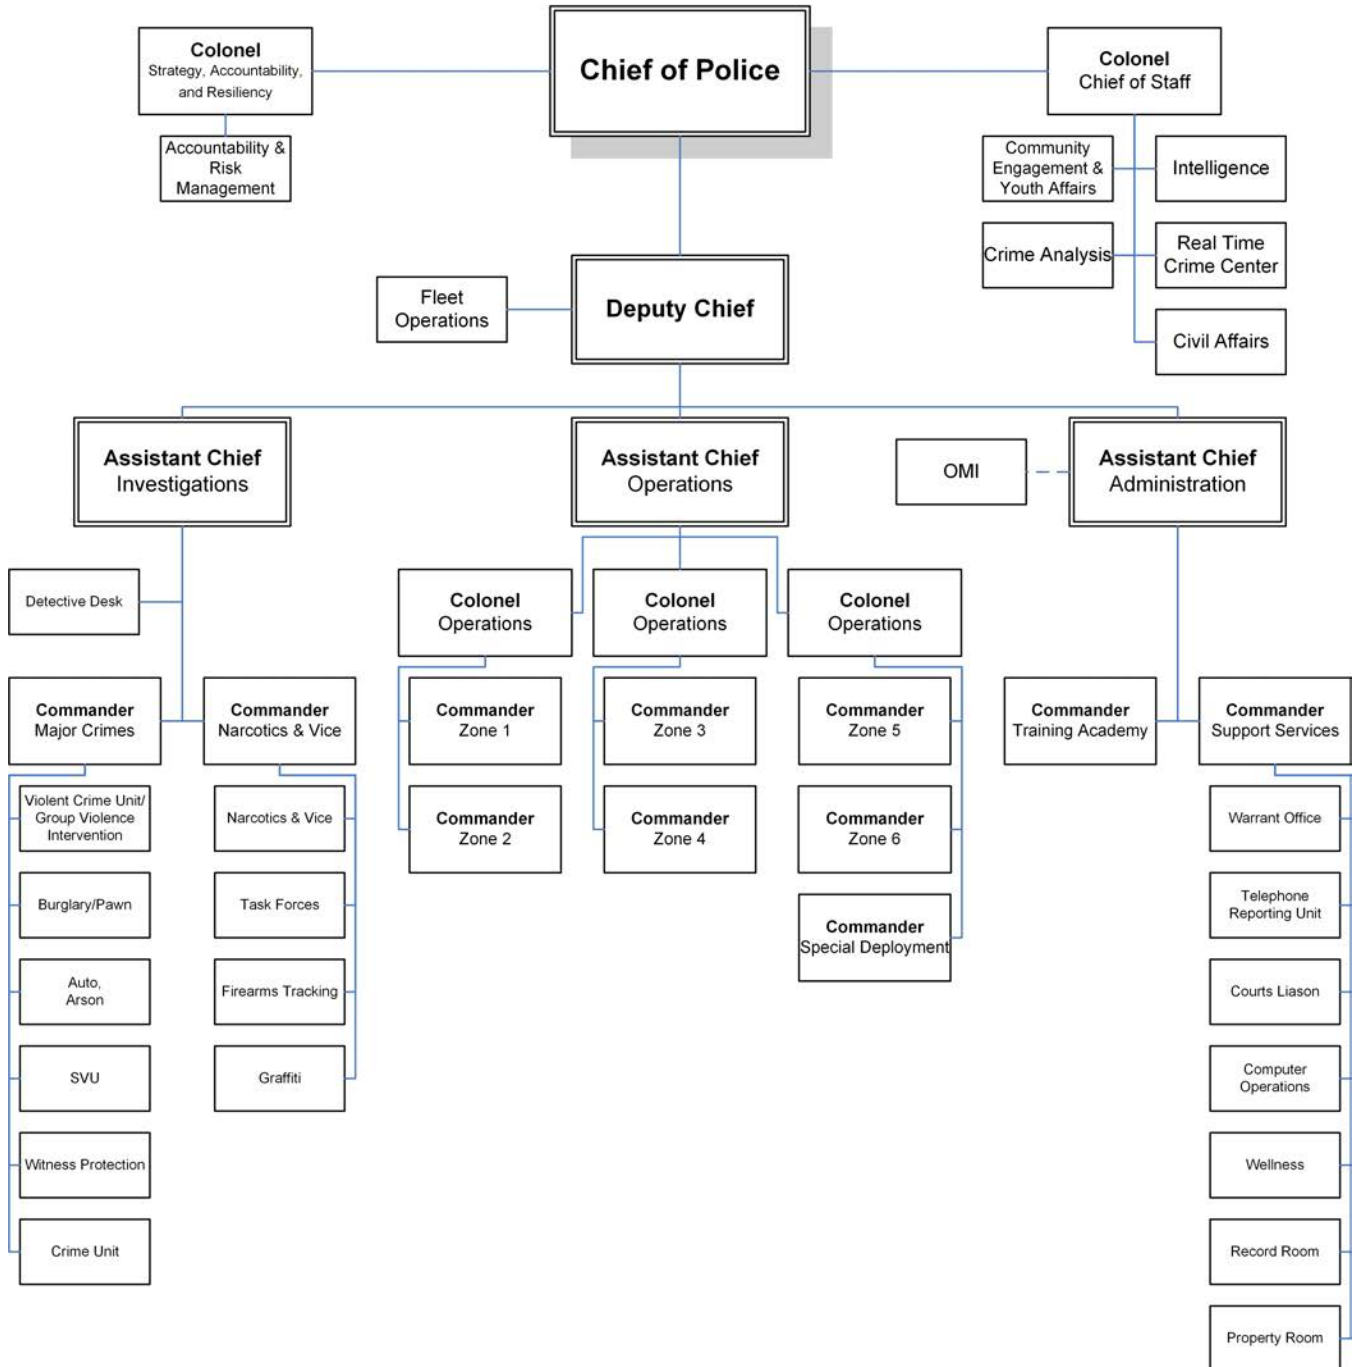 Colonel
Strategy, Accountability,
and Resiliency
Chief of Police
Colonel
Chief of Staff
Accountability &
Risk
Management
Community
Engagement &
Youth Affairs
Intelligence
Crime Analysis
Real Time
Crime Center
Civil Affairs
Fleet
Operations
Deputy Chief
Assistant Chief
Investigations
Assistant Chief
Operations
OMI
Assistant Chief
Administration
Detective Desk
Colonel
Operations
Colonel
Operations
Colonel
Operations
Commander
Major Crimes
Commander
Narcotics & Vice
Commander
Zone 1
Commander
Zone 3
Commander
Zone 5
Commander
Training Academy
Commander
Support Services
Violent Crime Unit/
Group Violence
Intervention
Narcotics & Vice
Commander
Zone 2
Commander
Zone 4
Commander
Zone 6
Warrant Office
Burglary/Pawn
Task Forces
Commander
Special Deployment
Telephone
Reporting Unit
Auto,
Arson
Firearms Tracking
Courts Liason
SVU
Graffiti
Computer
Operations
Witness Protection
Wellness
Crime Unit
Record Room
Property Room